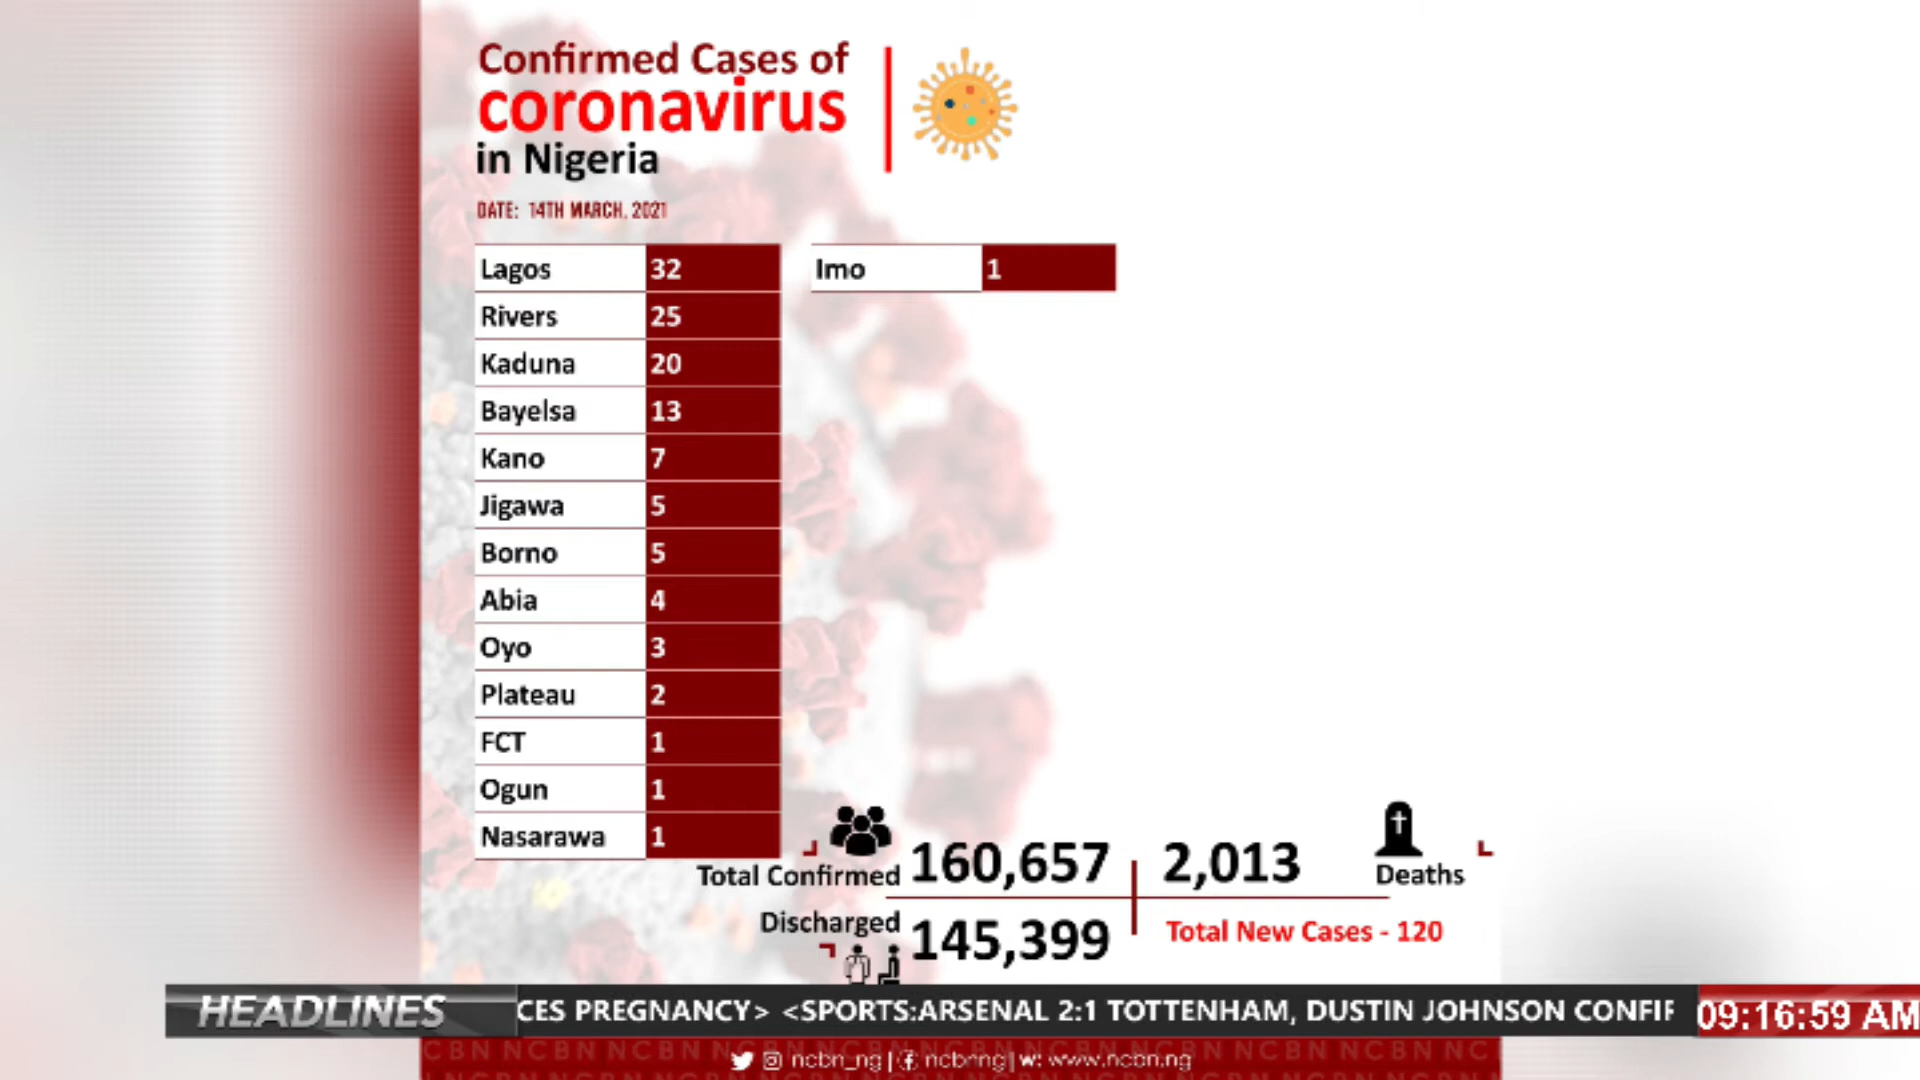 Confirmed Cases of
coronavirus
in Nigeria
DATE: 14TH MARCH, 2021
Lagos 32
Rivers 25
Kaduna 20
Bayelsa 13
Kano 7
Jigawa 5
Borno 5
Abia 4
Oyo 3
Plateau 2
FCT 1
Ogun 1
Nasarawa 1
Imo 1
Total Confirmed 160,657
2,013 Deaths
Discharged 145,399
Total New Cases - 120
HEADLINES
CES PREGNANCY> <SPORTS:ARSENAL 2:1 TOTTENHAM, DUSTIN JOHNSON CONFIR
09:16:59 AM
ncbn_ng | ncbnng | w: www.ncbn.ng